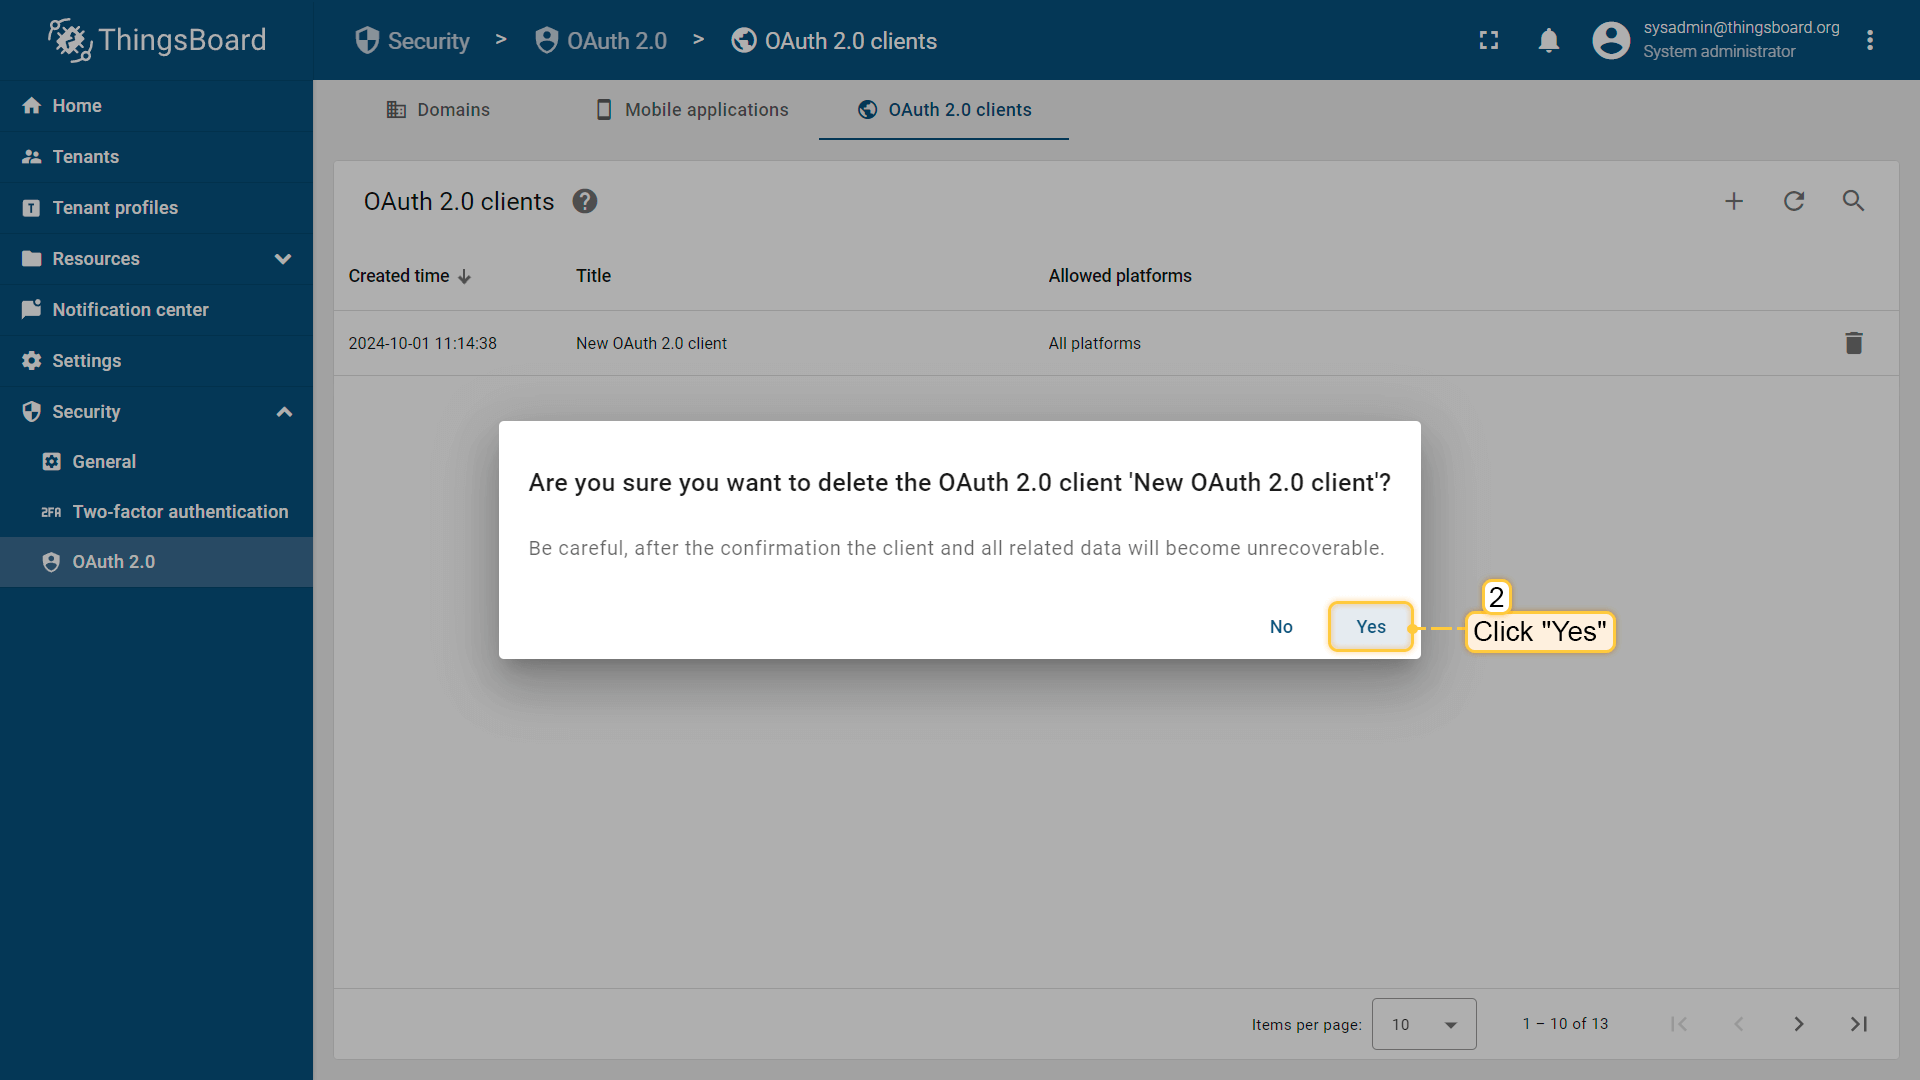 ThingsBoard
Security > OAuth 2.0 > OAuth 2.0 clients
sysadmin@thingsboard.org
System administrator
Home
Tenants
Tenant profiles
Resources
Notification center
Settings
Security
General
2FA Two-factor authentication
OAuth 2.0
Domains
Mobile applications
OAuth 2.0 clients
OAuth 2.0 clients
Created time
Title
Allowed platforms
2024-10-01 11:14:38
New OAuth 2.0 client
All platforms
Are you sure you want to delete the OAuth 2.0 client 'New OAuth 2.0 client'?
Be careful, after the confirmation the client and all related data will become unrecoverable.
No
Yes
2
Click "Yes"
Items per page:
10
1 – 10 of 13